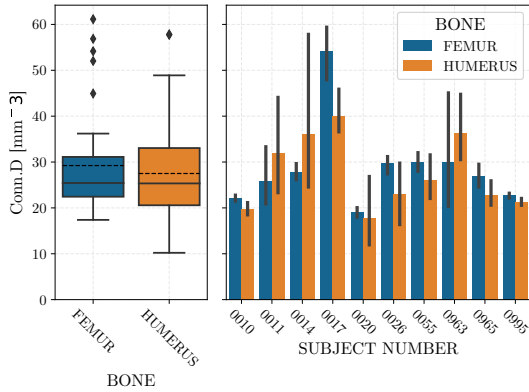 Conn.D [mm−3]
60
50
40
30
20
10
0
FEMUR
HUMERUS
BONE
BONE
FEMUR
HUMERUS
0010
0011
0014
0017
0020
0026
0055
0963
0965
0995
SUBJECT NUMBER